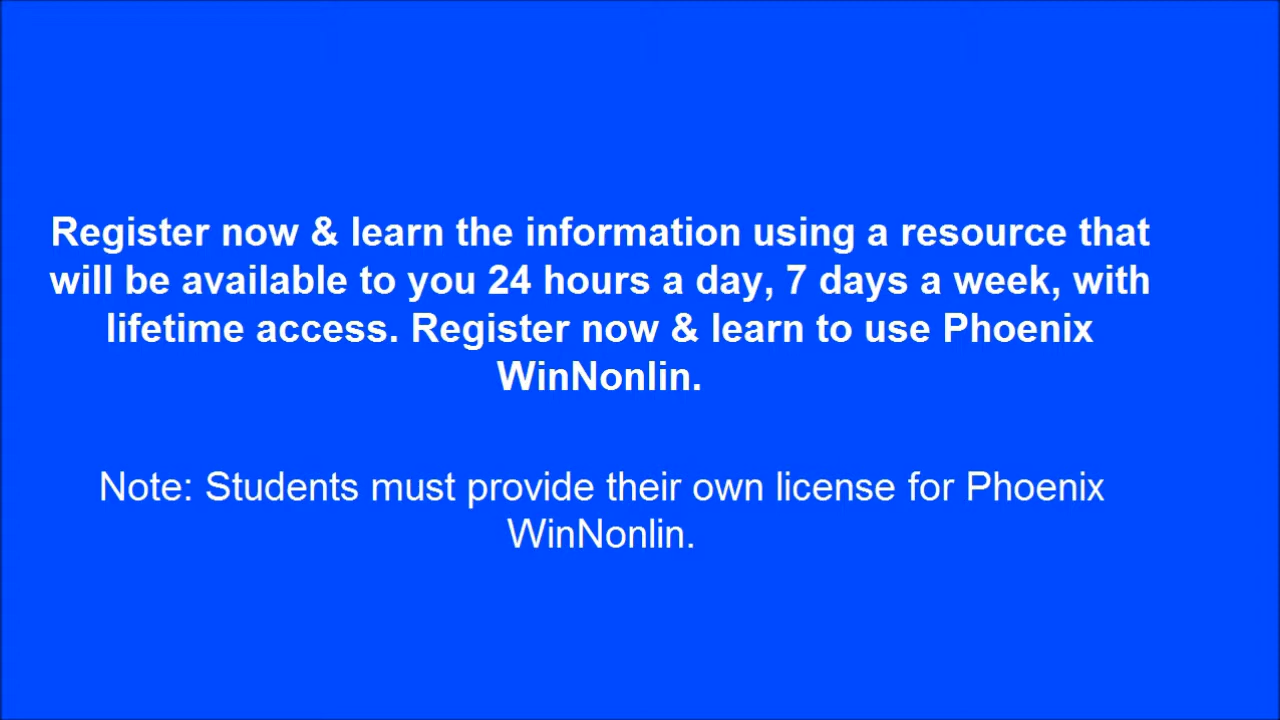 Register now & learn the information using a resource that
will be available to you 24 hours a day, 7 days a week, with
lifetime access. Register now & learn to use Phoenix
WinNonlin.
Note: Students must provide their own license for Phoenix
WinNonlin.